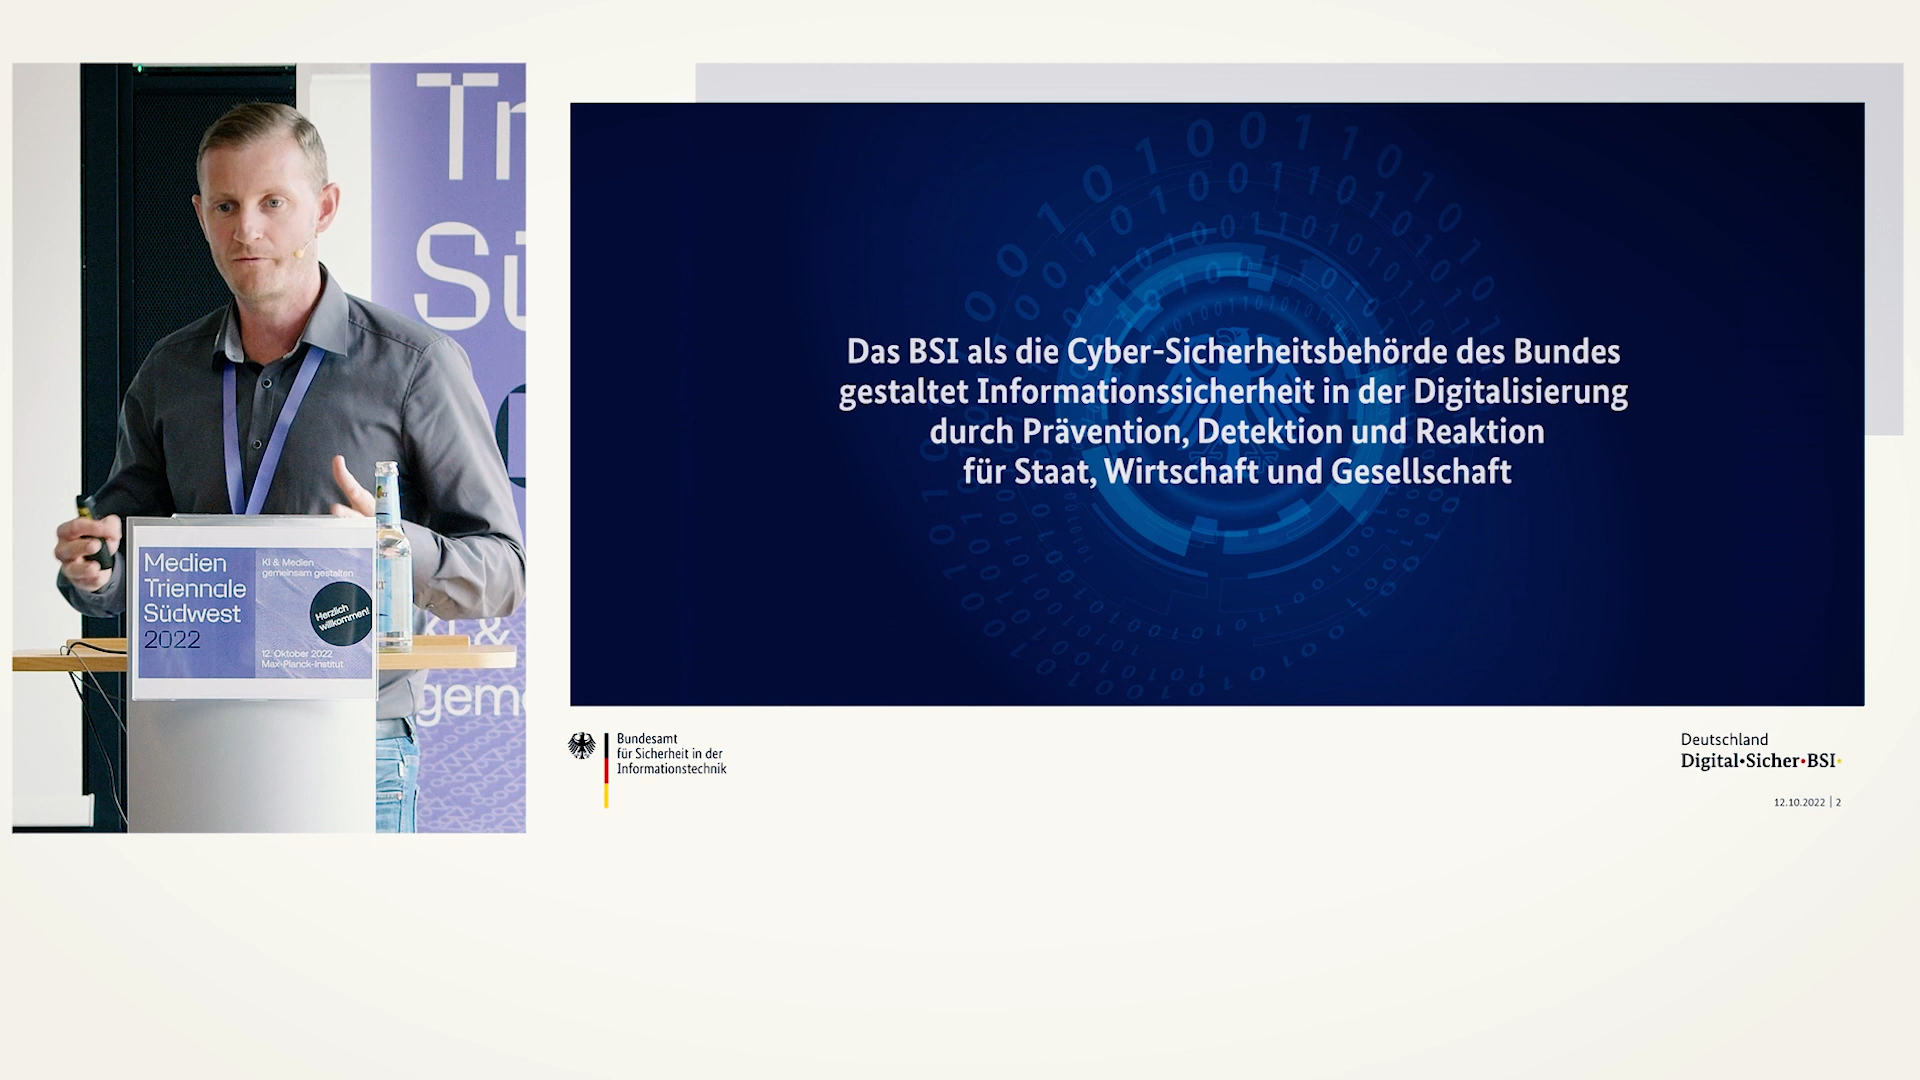 Medien
Triennale
Südwest
2022
KI & Medien
gemeinsam gestalten
Herzlich
willkommen!
12. Oktober 2022
Max-Planck-Institut
Das BSI als die Cyber-Sicherheitsbehörde des Bundes
gestaltet Informationssicherheit in der Digitalisierung
durch Prävention, Detektion und Reaktion
für Staat, Wirtschaft und Gesellschaft
Bundesamt
für Sicherheit in der
Informationstechnik
Deutschland
Digital•Sicher•BSI•
12.10.2022 | 2